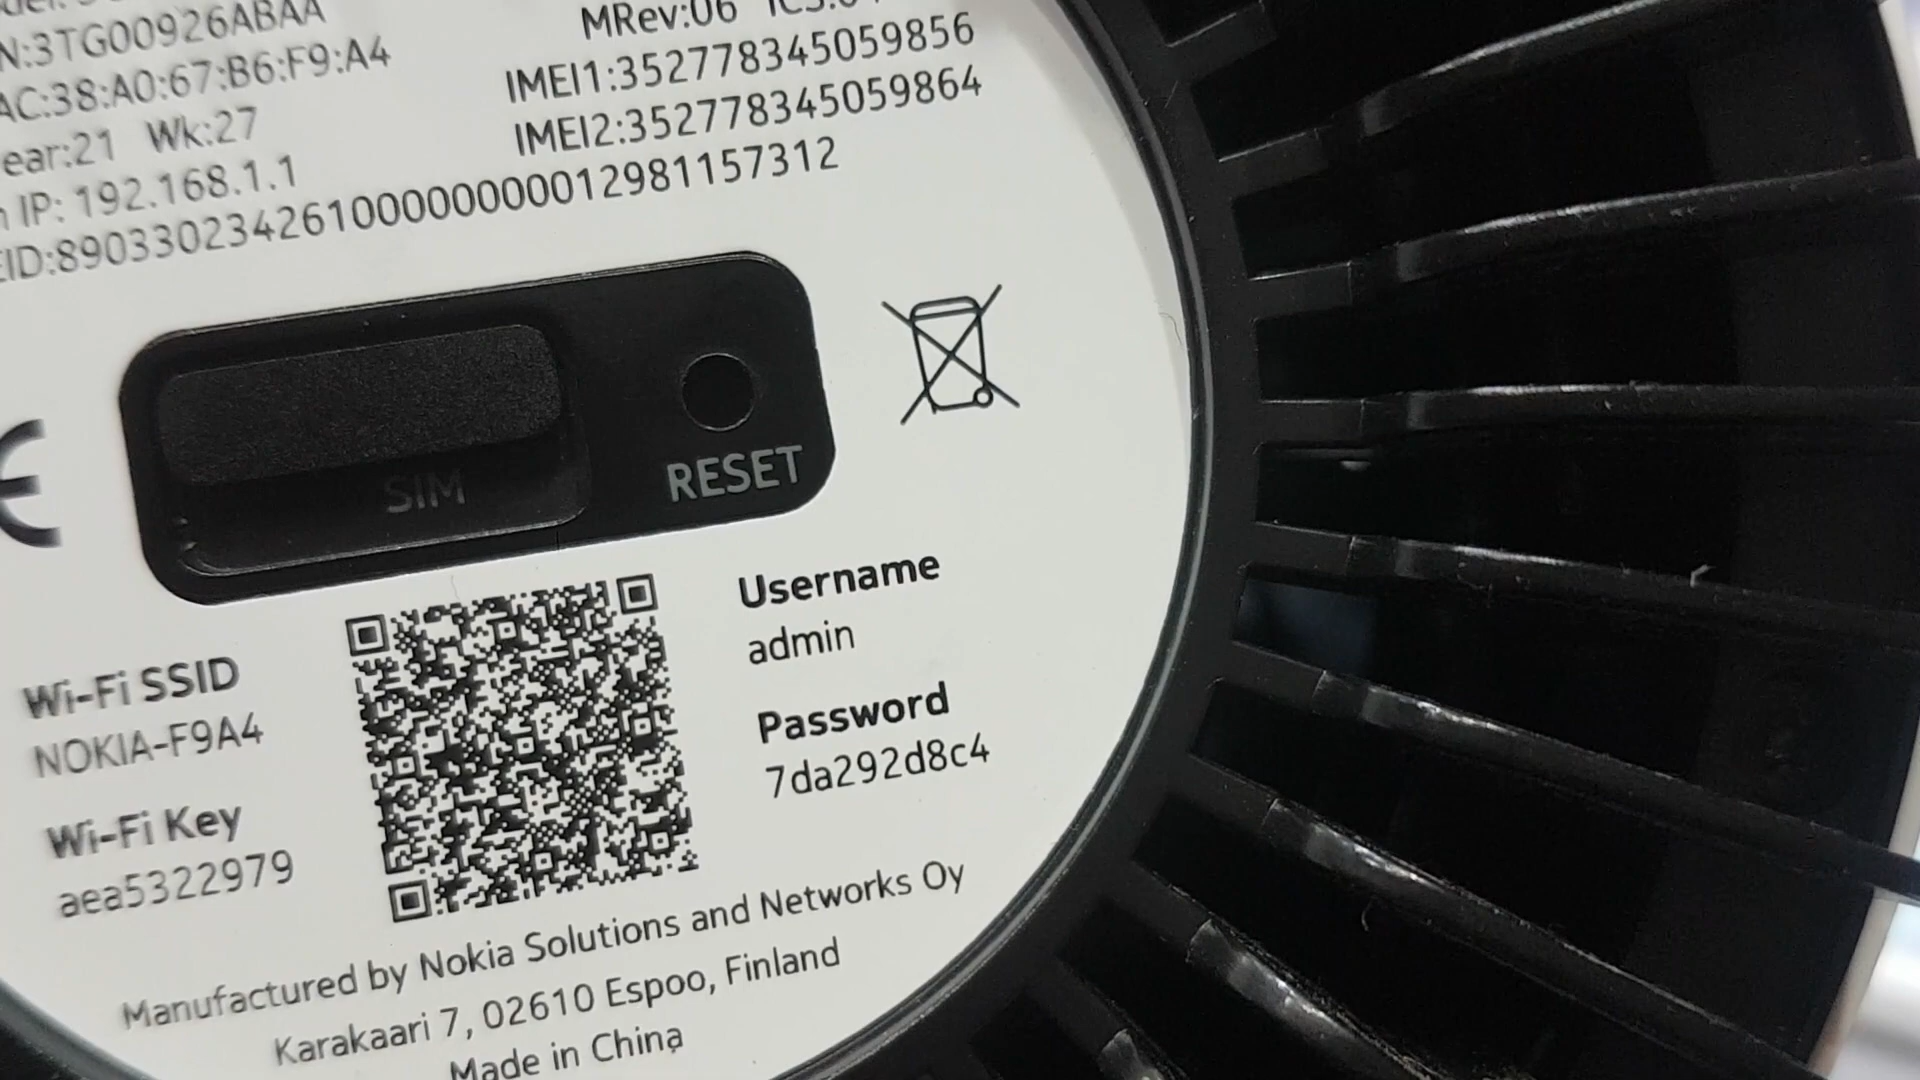 N:3TG00926ABAA
AC:38:A0:67:B6:F9:A4
ear:21 Wk:27
IP: 192.168.1.1
EID:89033023426100000000012981157312
MRev:06
IMEI1:352778345059856
IMEI2:352778345059864
SIM
RESET
Wi-Fi SSID
NOKIA-F9A4
Wi-Fi Key
aea5322979
Username
admin
Password
7da292d8c4
Manufactured by Nokia Solutions and Networks Oy
Karakaari 7, 02610 Espoo, Finland
Made in China